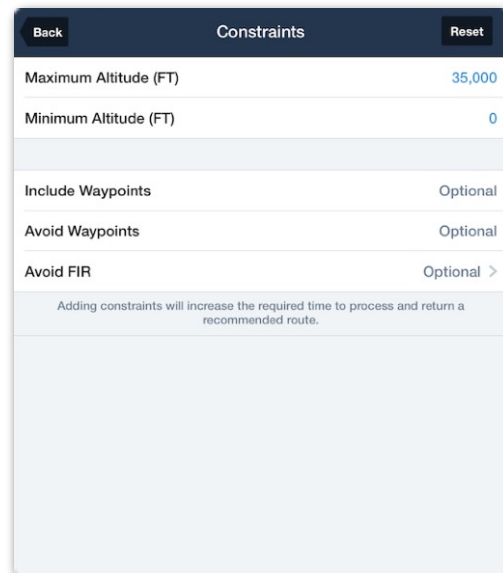 Back Constraints Reset
Maximum Altitude (FT) 35,000
Minimum Altitude (FT) 0
Include Waypoints Optional
Avoid Waypoints Optional
Avoid FIR Optional >
Adding constraints will increase the required time to process and return a
recommended route.